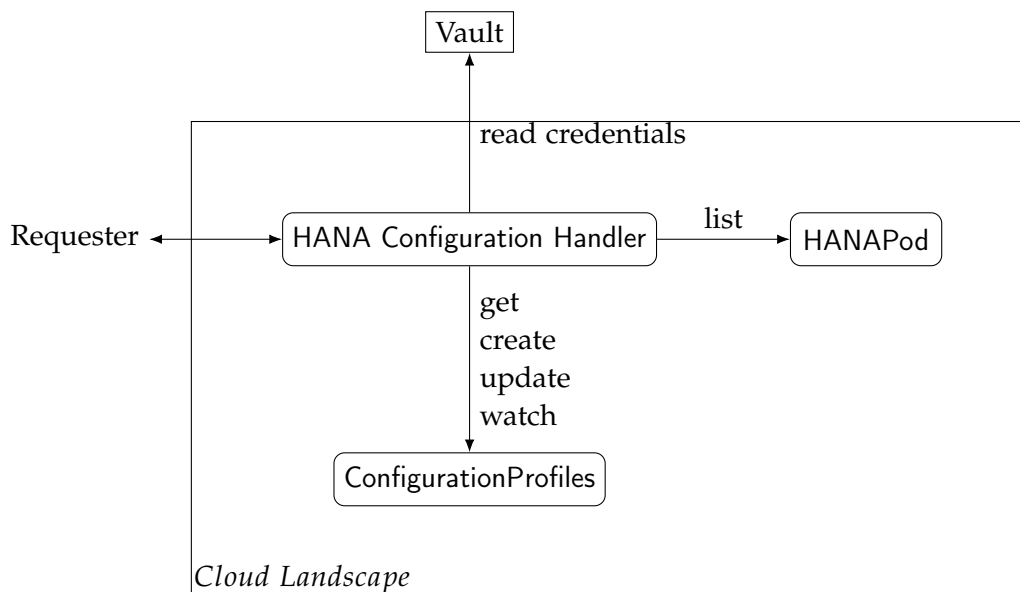 Vault
read credentials
Requester
HANA Configuration Handler
list
HANAPod
get
create
update
watch
ConfigurationProfiles
Cloud Landscape